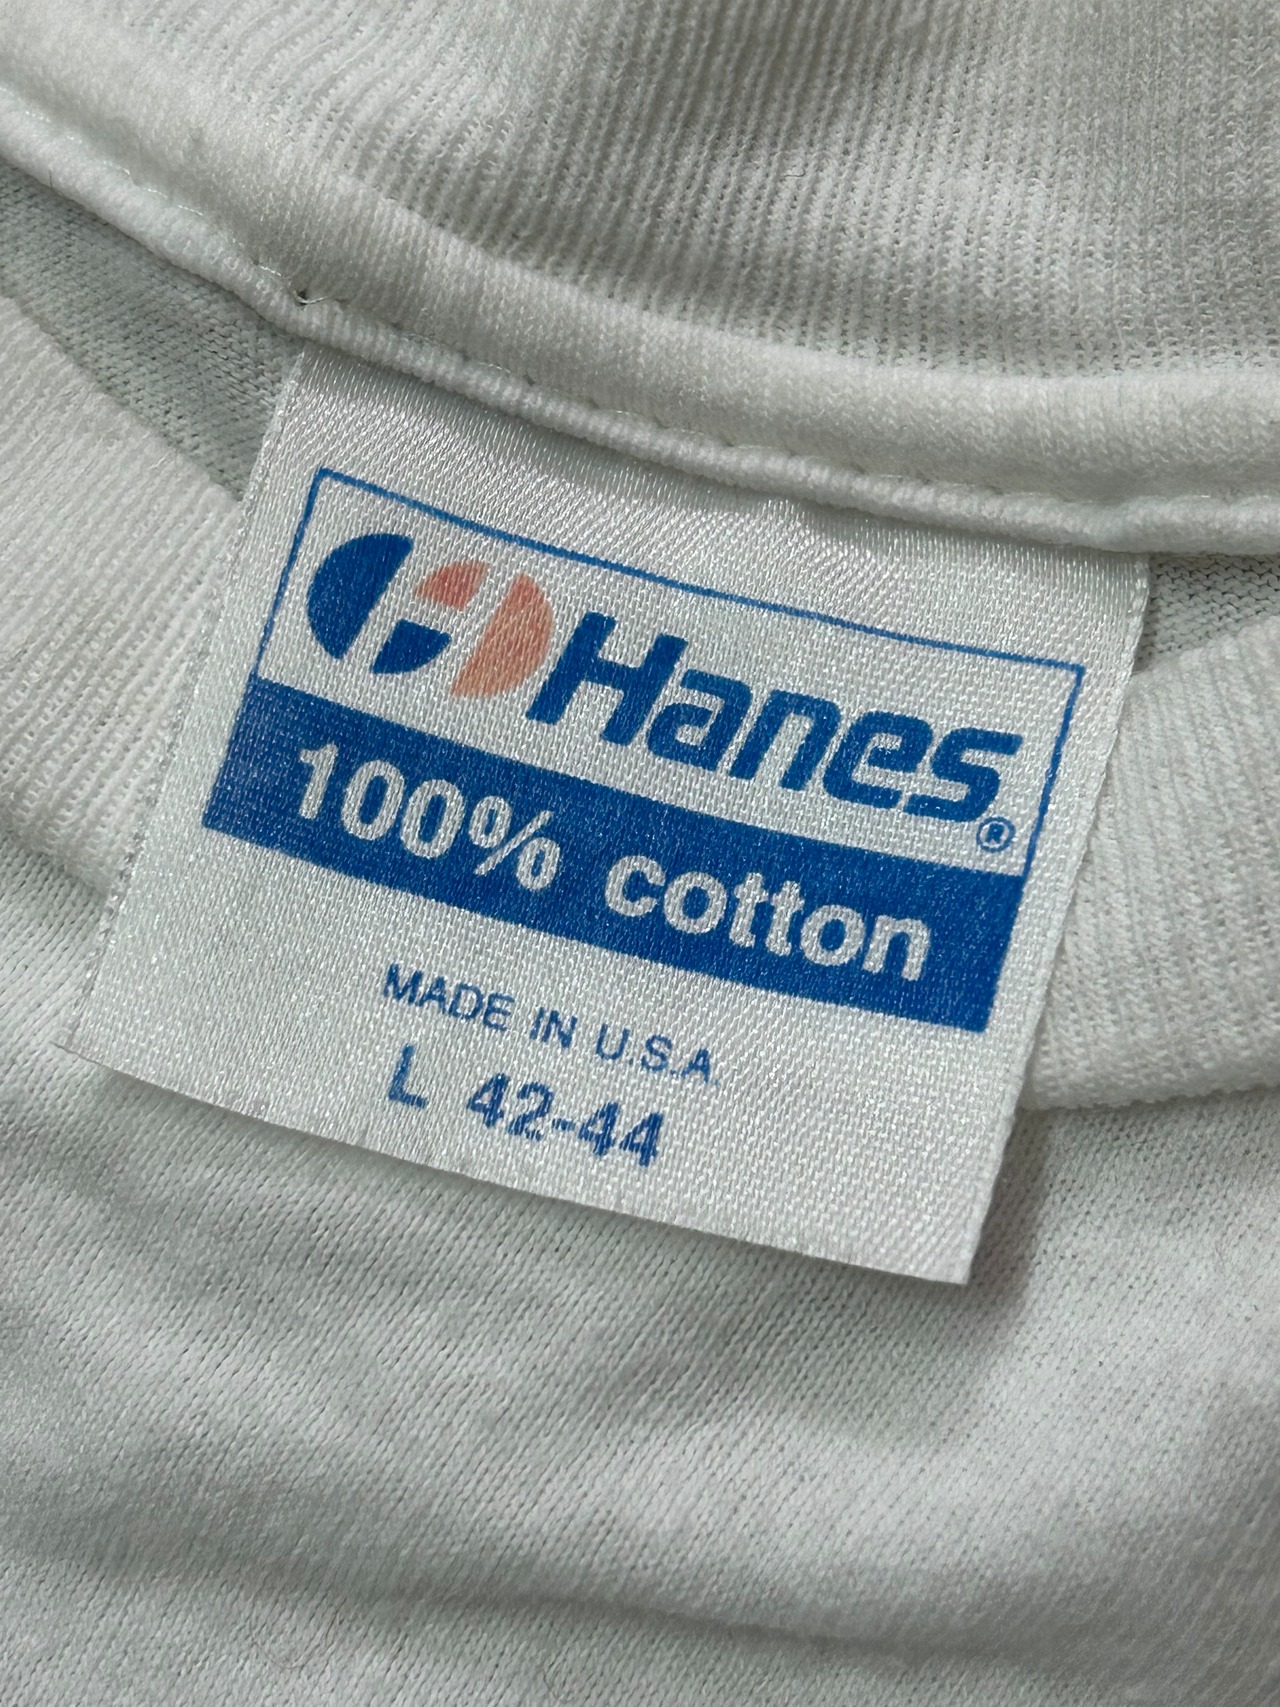 Hanes®
100% cotton
MADE IN U.S.A.
L 42-44